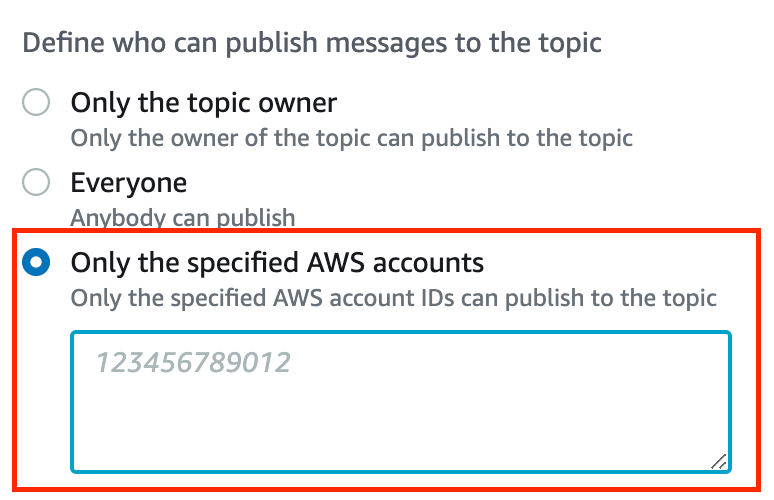 Define who can publish messages to the topic
Only the topic owner
Only the owner of the topic can publish to the topic
Everyone
Anybody can publish
Only the specified AWS accounts
Only the specified AWS account IDs can publish to the topic
123456789012